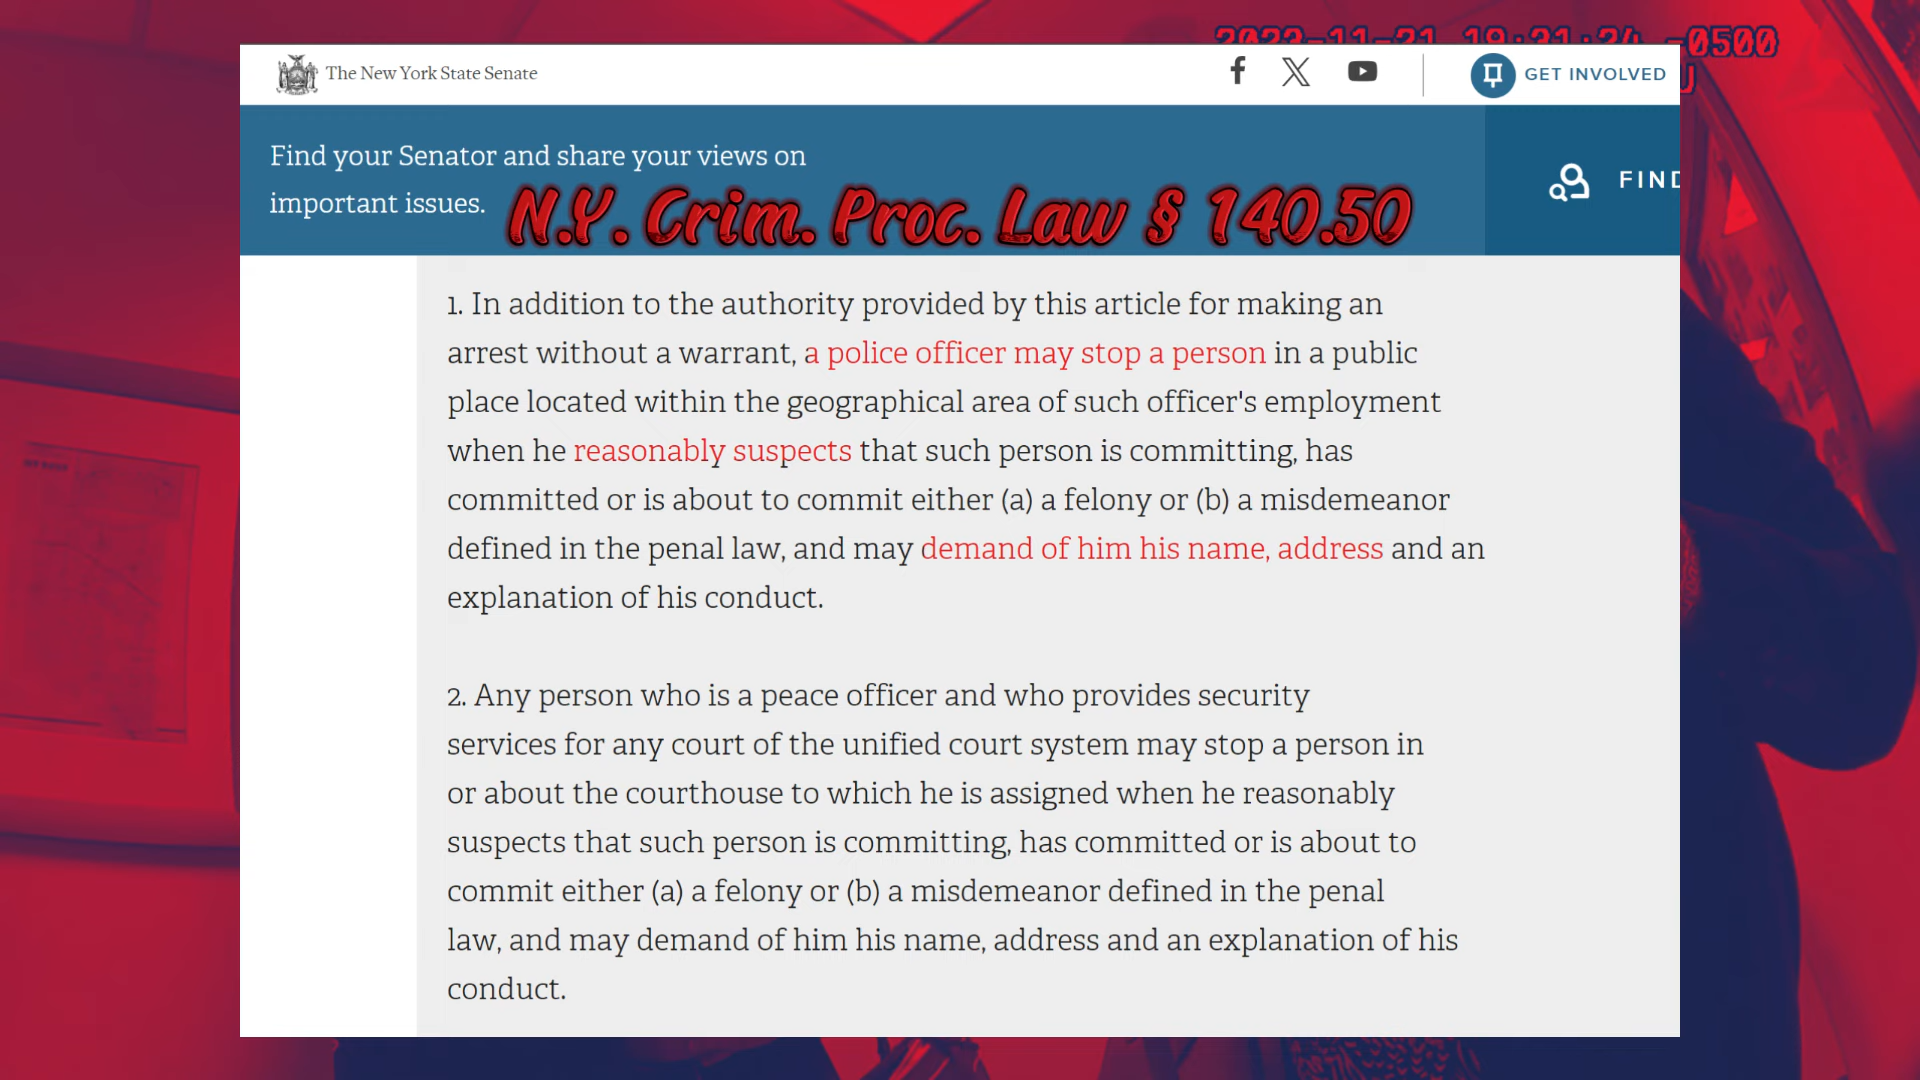 2023-11-21 19:31:24 -0500
The New York State Senate
GET INVOLVED
Find your Senator and share your views on
important issues.
FIND
N.Y. Crim. Proc. Law § 140.50
1. In addition to the authority provided by this article for making an
arrest without a warrant, a police officer may stop a person in a public
place located within the geographical area of such officer's employment
when he reasonably suspects that such person is committing, has
committed or is about to commit either (a) a felony or (b) a misdemeanor
defined in the penal law, and may demand of him his name, address and an
explanation of his conduct.
2. Any person who is a peace officer and who provides security
services for any court of the unified court system may stop a person in
or about the courthouse to which he is assigned when he reasonably
suspects that such person is committing, has committed or is about to
commit either (a) a felony or (b) a misdemeanor defined in the penal
law, and may demand of him his name, address and an explanation of his
conduct.